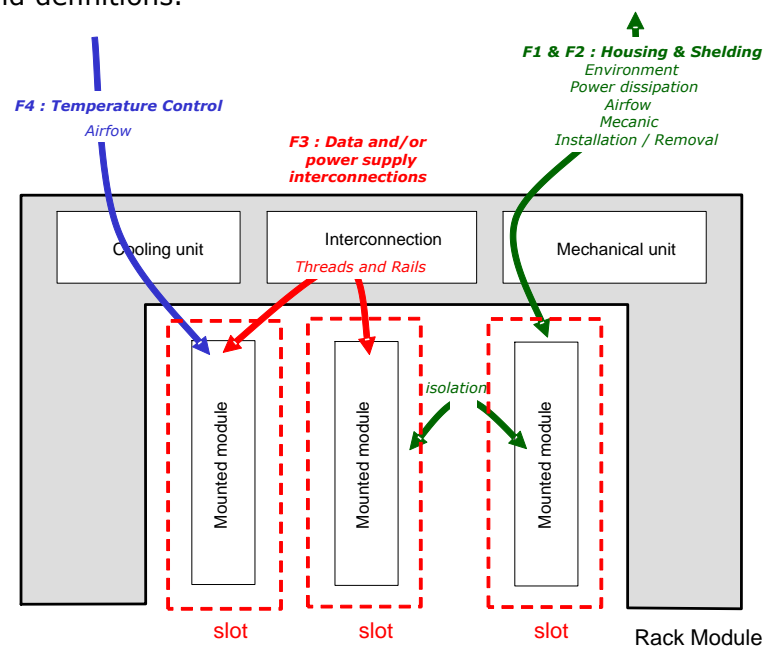 nd definitions.
F1 & F2 : Housing & Shelding
Environment
Power dissipation
Airfow
Mecanic
Installation / Removal
F4 : Temperature Control
Airfow
F3 : Data and/or
power supply
interconnections
Cooling unit
Interconnection
Mechanical unit
Threads and Rails
isolation
Mounted module
Mounted module
Mounted module
slot
slot
slot
Rack Module